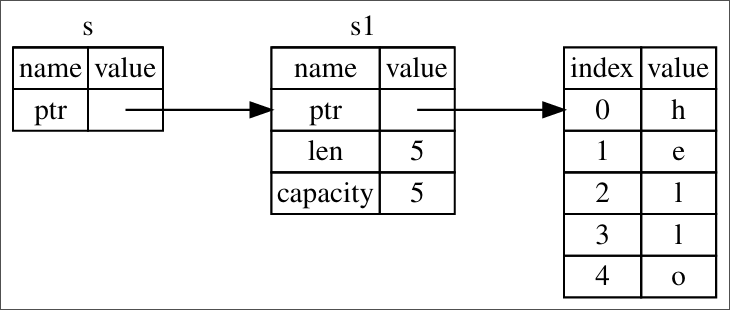 s
name value
ptr
s1
name value
ptr
len 5
capacity 5
index value
0 h
1 e
2 l
3 l
4 o